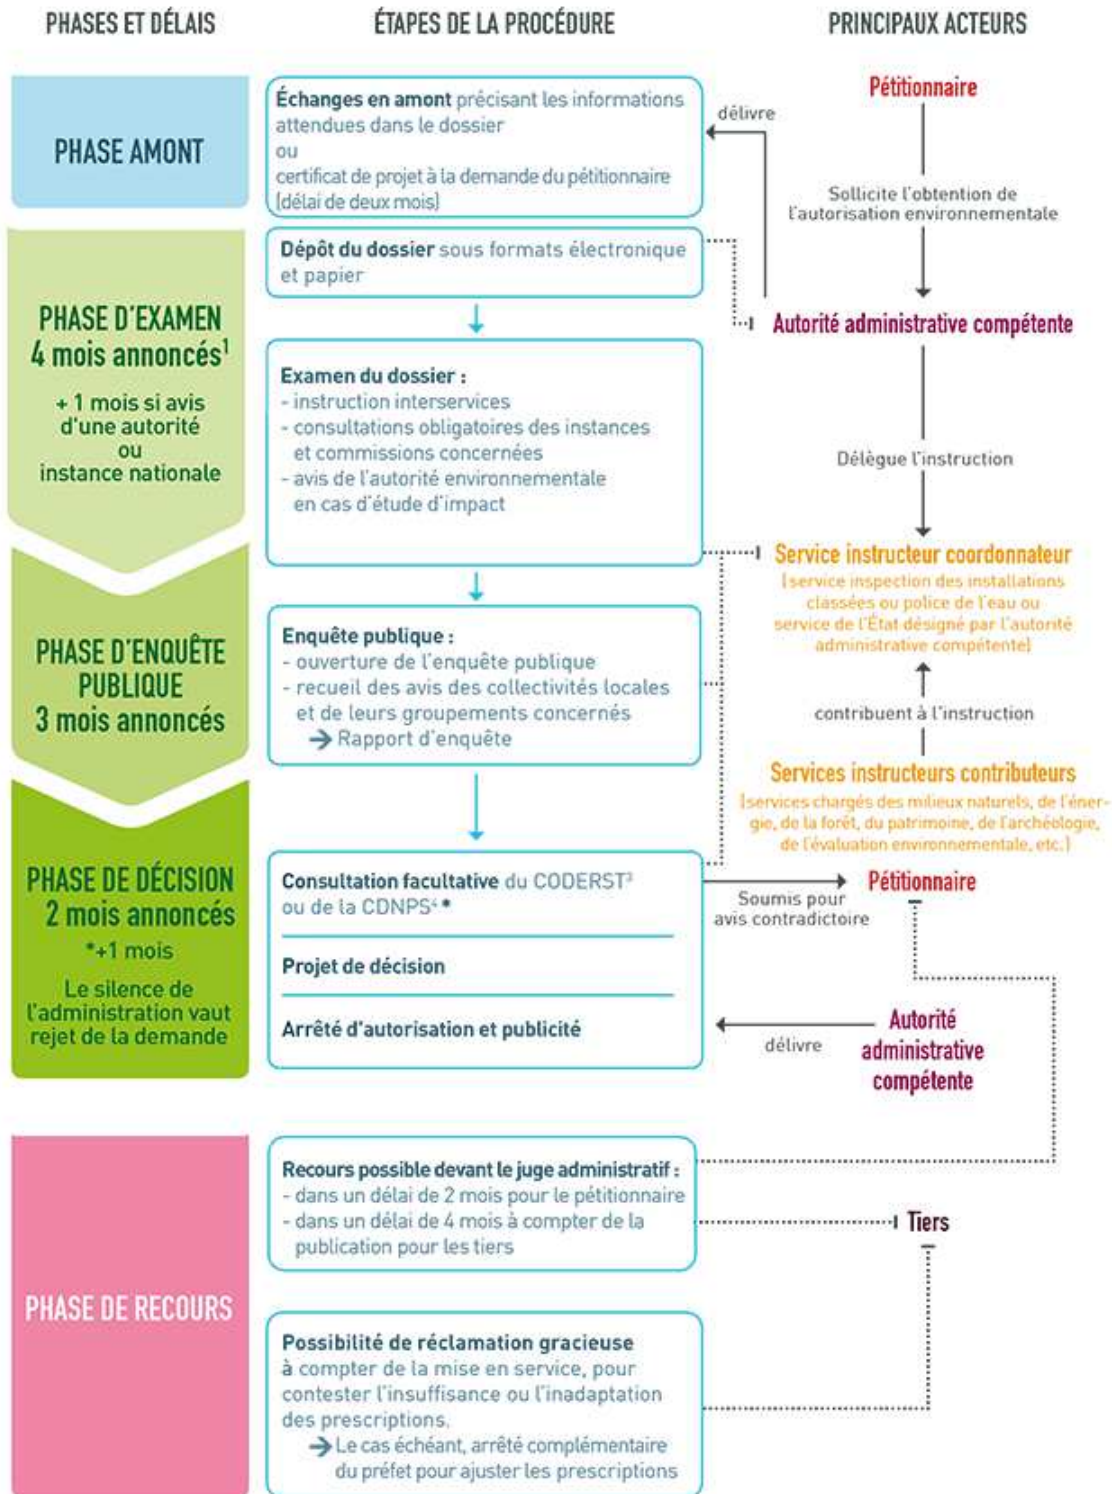 PHASES ET DÉLAIS
ÉTAPES DE LA PROCÉDURE
PRINCIPAUX ACTEURS
PHASE AMONT
Échanges en amont précisant les informations
attendues dans le dossier
ou
certificat de projet à la demande du pétitionnaire
(délai de deux mois)
délivre
Pétitionnaire
Sollicite l'obtention de
l'autorisation environnementale
PHASE D'EXAMEN
4 mois annoncés¹
+ 1 mois si avis
d'une autorité
ou
instance nationale
Dépôt du dossier sous formats électronique
et papier
Autorité administrative compétente
Examen du dossier :
- instruction interservices
- consultations obligatoires des instances
et commissions concernées
- avis de l'autorité environnementale
en cas d'étude d'impact
Délègue l'instruction
Service instructeur coordonnateur
(service inspection des installations
classées ou police de l'eau ou
service de l'État désigné par l'autorité
administrative compétente)
PHASE D'ENQUÊTE
PUBLIQUE
3 mois annoncés
Enquête publique :
- ouverture de l'enquête publique
- recueil des avis des collectivités locales
et de leurs groupements concernés
→ Rapport d'enquête
contribuent à l'instruction
Services instructeurs contributeurs
(services chargés des milieux naturels, de l'éner-
gie, de la forêt, du patrimoine, de l'archéologie,
de l'évaluation environnementale, etc.)
PHASE DE DÉCISION
2 mois annoncés
*+1 mois
Le silence de
l'administration vaut
rejet de la demande
Consultation facultative du CODERST³
ou de la CDNPS⁴ *
Projet de décision
Arrêté d'autorisation et publicité
Soumis pour
avis contradictoire
Pétitionnaire
délivre
Autorité
administrative
compétente
PHASE DE RECOURS
Recours possible devant le juge administratif :
- dans un délai de 2 mois pour le pétitionnaire
- dans un délai de 4 mois à compter de la
publication pour les tiers
Tiers
Possibilité de réclamation gracieuse
à compter de la mise en service, pour
contester l'insuffisance ou l'inadaptation
des prescriptions.
→ Le cas échéant, arrêté complémentaire
du préfet pour ajuster les prescriptions